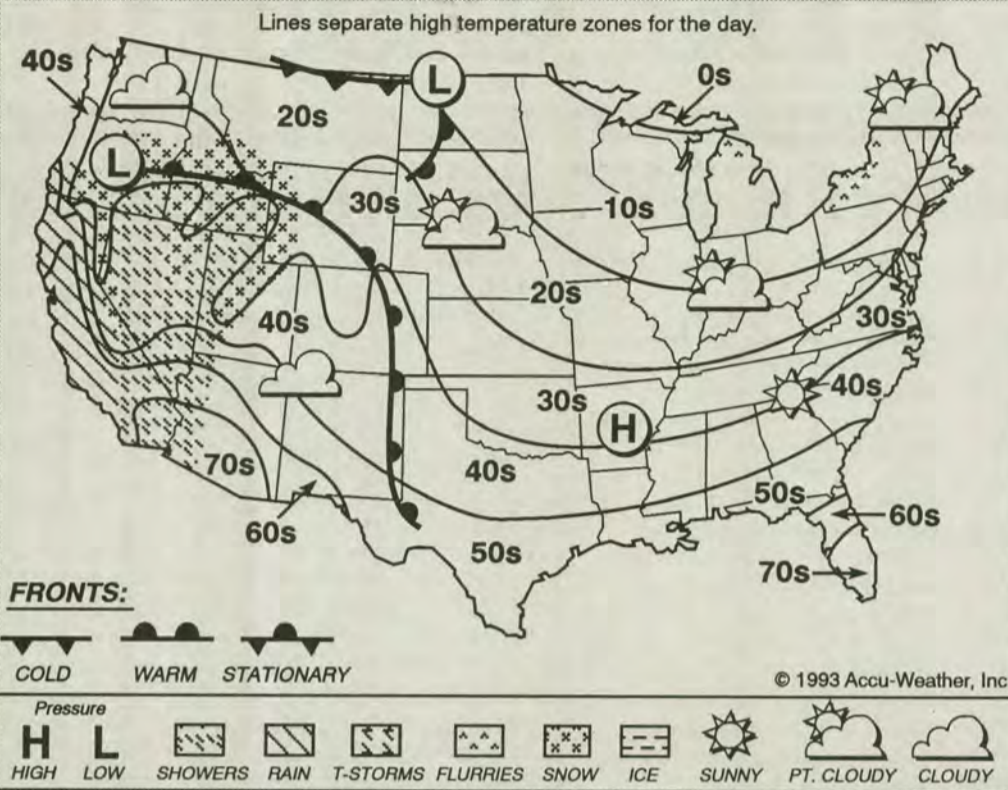 Lines separate high temperature zones for the day.
40s
L
0s
20s
L
30s
10s
20s
40s
30s
40s
30s
H
70s
40s
50s
60s
60s
50s
70s
FRONTS:
COLD WARM STATIONARY
© 1993 Accu-Weather, Inc
Pressure
H L
HIGH LOW SHOWERS RAIN T-STORMS FLURRIES SNOW ICE SUNNY PT. CLOUDY CLOUDY